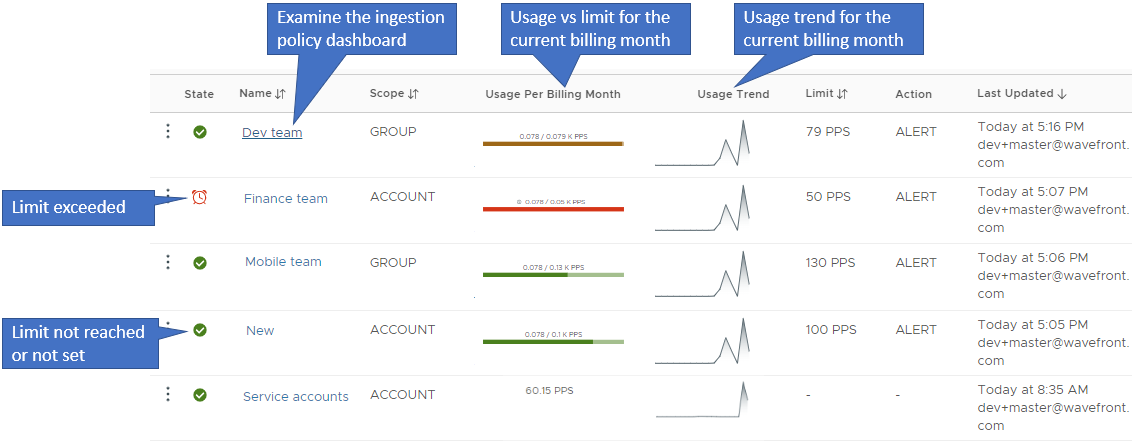 Examine the ingestion
policy dashboard
Usage vs limit for the
current billing month
Usage trend for the
current billing month
State Name Scope Usage Per Billing Month Usage Trend Limit Action Last Updated
Dev team GROUP 0.078 / 0.079 K PPS 79 PPS ALERT Today at 5:16 PM
dev+master@wavefront.
com
Limit exceeded
Finance team ACCOUNT 0.078 / 0.05 K PPS 50 PPS ALERT Today at 5:07 PM
dev+master@wavefront.
com
Mobile team GROUP 0.078 / 0.13 K PPS 130 PPS ALERT Today at 5:06 PM
dev+master@wavefront.
com
Limit not reached
or not set
New ACCOUNT 0.078 / 0.1 K PPS 100 PPS ALERT Today at 5:05 PM
dev+master@wavefront.
com
Service accounts ACCOUNT 60.15 PPS - - Today at 8:35 AM
dev+master@wavefront.
com